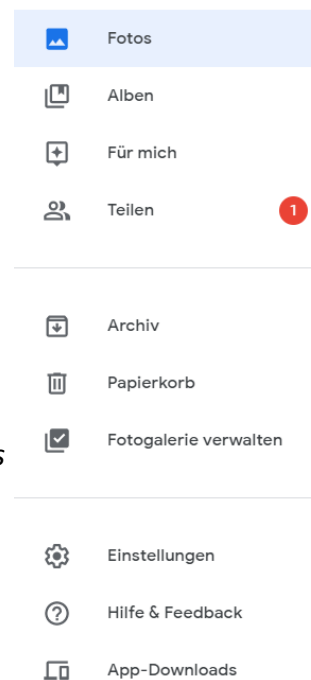 Fotos
Alben
Für mich
Teilen 1
Archiv
Papierkorb
Fotogalerie verwalten
s
Einstellungen
Hilfe & Feedback
App-Downloads